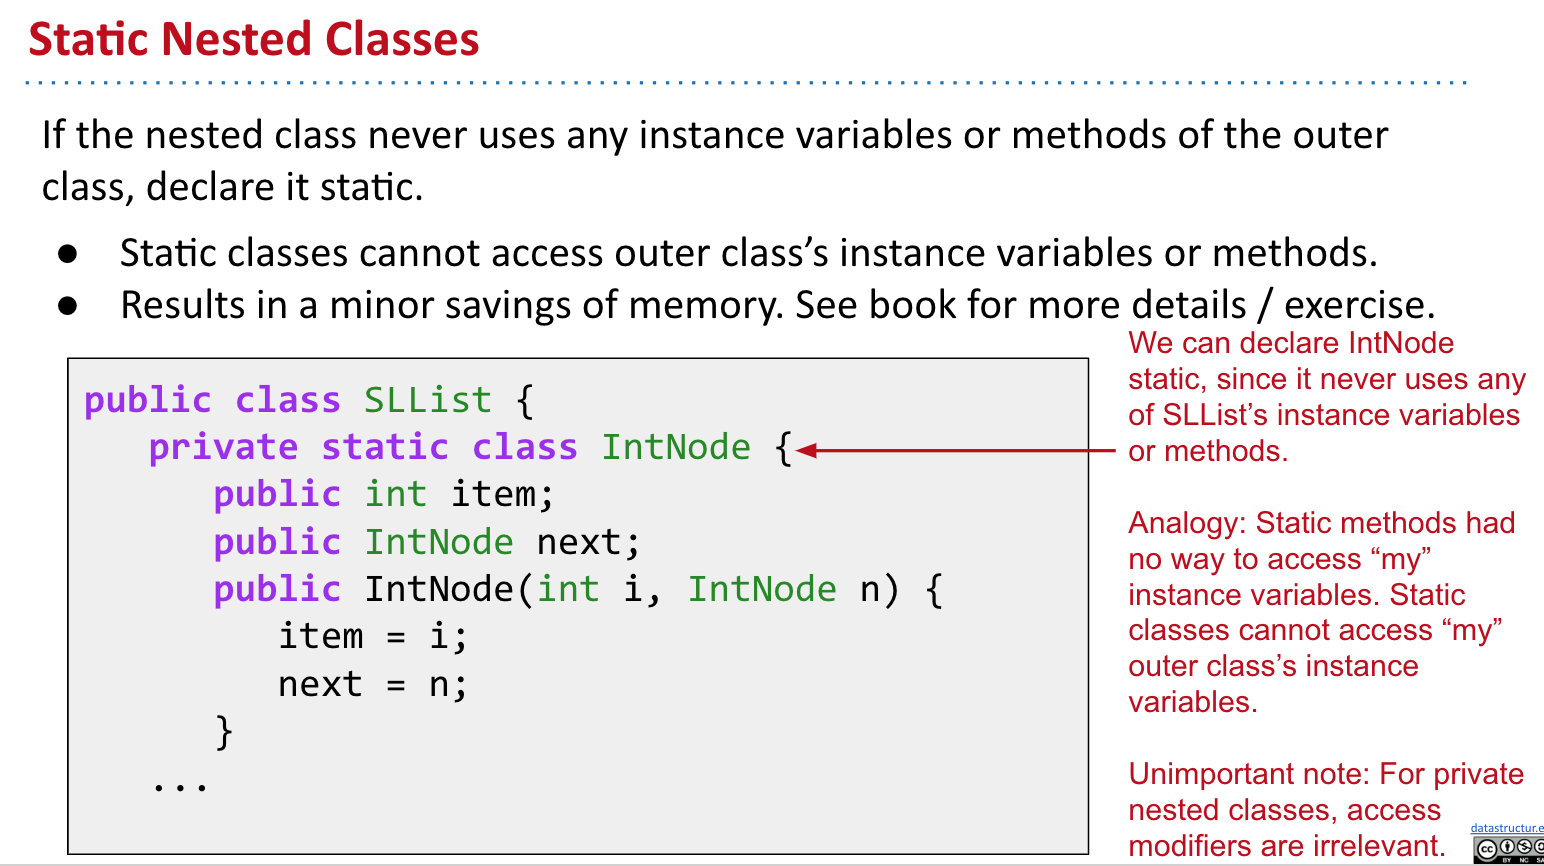 Static Nested Classes
If the nested class never uses any instance variables or methods of the outer
class, declare it static.
● Static classes cannot access outer class’s instance variables or methods.
● Results in a minor savings of memory. See book for more details / exercise.
public class SLList {
private static class IntNode {
public int item;
public IntNode next;
public IntNode(int i, IntNode n) {
item = i;
next = n;
}
...
We can declare IntNode
static, since it never uses any
of SLList’s instance variables
or methods.
Analogy: Static methods had
no way to access “my”
instance variables. Static
classes cannot access “my”
outer class’s instance
variables.
Unimportant note: For private
nested classes, access
modifiers are irrelevant.
datastructur.e
cc
BY NC SA